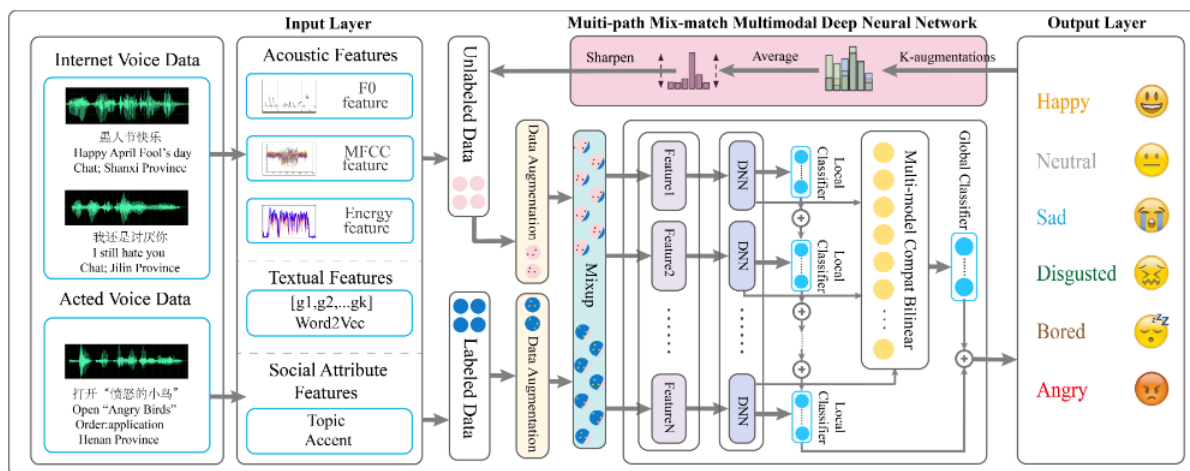 Input Layer
Muiti-path Mix-match Multimodal Deep Neural Network
Output Layer
Internet Voice Data
愚人节快乐
Happy April Fool's day
Chat; Shanxi Province
我还是讨厌你
I still hate you
Chat; Jilin Province
Acted Voice Data
打开 “愤怒的小鸟”
Open “Angry Birds”
Order:application
Henan Province
Acoustic Features
F0
feature
MFCC
feature
Energy
feature
Textual Features
[g1,g2,...gk]
Word2Vec
Social Attribute
Features
Topic
Accent
Unlabeled Data
Labeled Data
Data Augmentation
Data Augmentation
Mixup
Sharpen
Average
K-augmentations
Feature1
Feature2
FeatureN
DNN
DNN
DNN
Local
Classifier
Local
Classifier
Local
Classifier
Multi-model Compat Bilinear
Global Classifier
Happy
Neutral
Sad
Disgusted
Bored
Angry